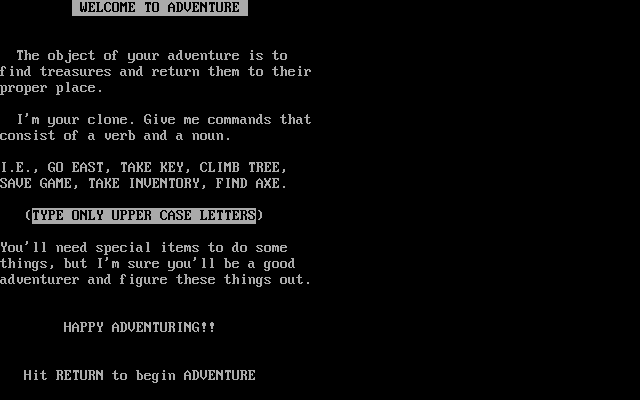 WELCOME TO ADVENTURE
The object of your adventure is to
find treasures and return them to their
proper place.
I'm your clone. Give me commands that
consist of a verb and a noun.
I.E., GO EAST, TAKE KEY, CLIMB TREE,
SAVE GAME, TAKE INVENTORY, FIND AXE.
(TYPE ONLY UPPER CASE LETTERS)
You'll need special items to do some
things, but I'm sure you'll be a good
adventurer and figure these things out.
HAPPY ADVENTURING!!
Hit RETURN to begin ADVENTURE